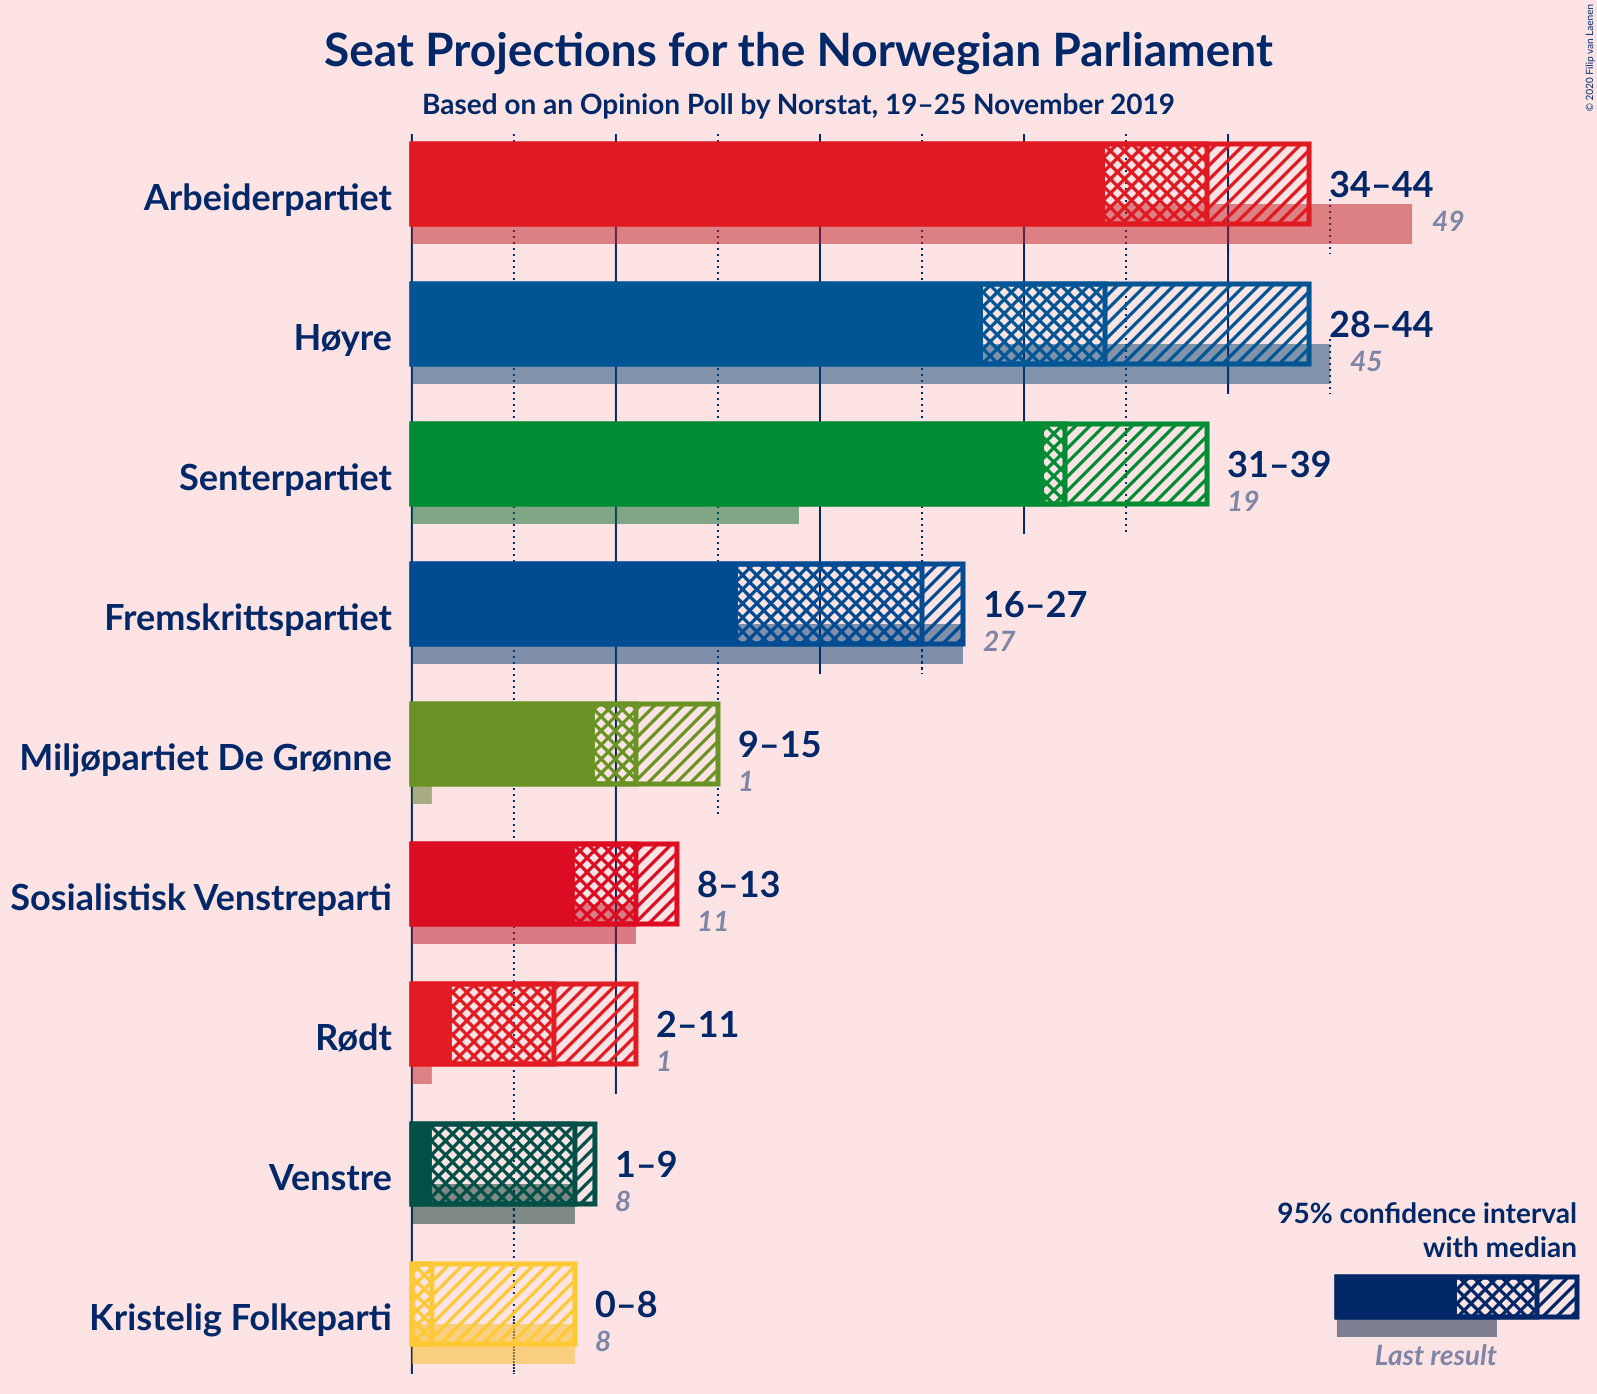 Seat Projections for the Norwegian Parliament
Based on an Opinion Poll by Norstat, 19–25 November 2019
© 2020 Filip van Laenen
Arbeiderpartiet
34–44
49
Høyre
28–44
45
Senterpartiet
31–39
19
Fremskrittspartiet
16–27
27
Miljøpartiet De Grønne
9–15
1
Sosialistisk Venstreparti
8–13
11
Rødt
2–11
1
Venstre
1–9
8
Kristelig Folkeparti
0–8
8
95% confidence interval
with median
Last result